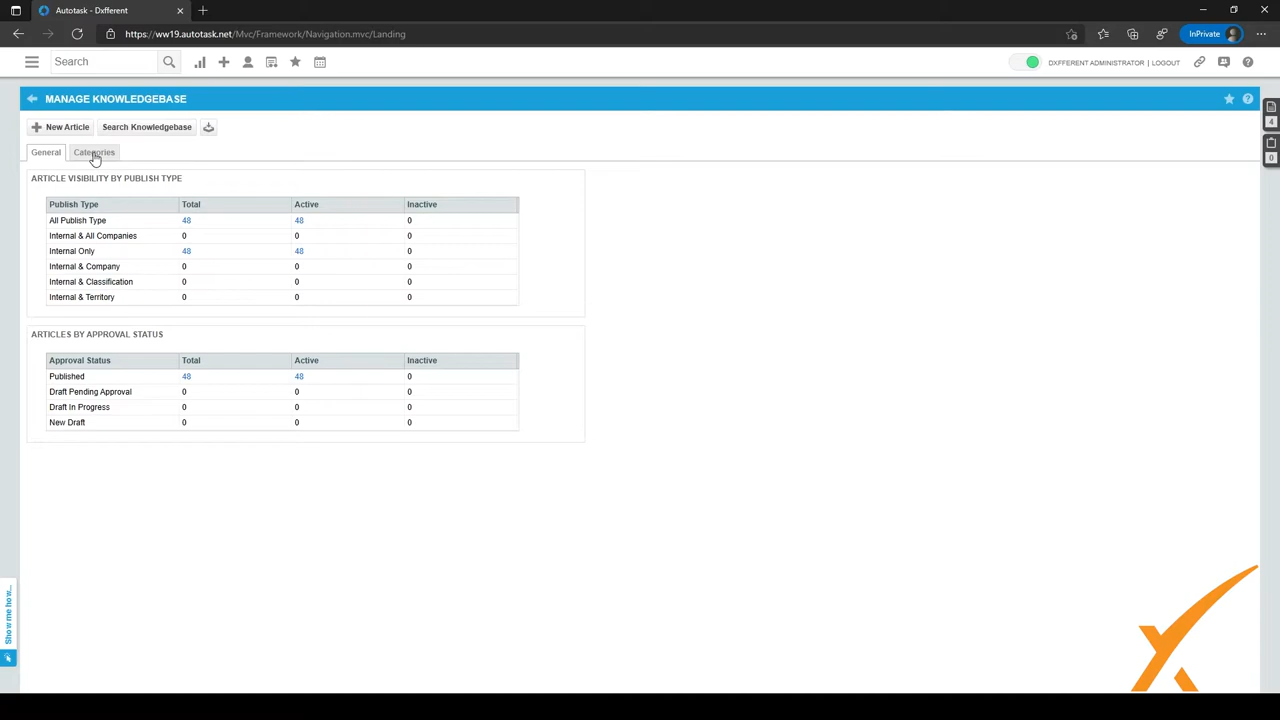 Autotask - Dxfferent
https://ww19.autotask.net/Mvc/Framework/Navigation.mvc/Landing
InPrivate
Search
DXFFERENT ADMINISTRATOR | LOGOUT
MANAGE KNOWLEDGEBASE
New Article Search Knowledgebase
4
General Categories
0
ARTICLE VISIBILITY BY PUBLISH TYPE
Publish Type Total Active Inactive
All Publish Type 48 48 0
Internal & All Companies 0 0 0
Internal Only 48 48 0
Internal & Company 0 0 0
Internal & Classification 0 0 0
Internal & Territory 0 0 0
ARTICLES BY APPROVAL STATUS
Approval Status Total Active Inactive
Published 48 48 0
Draft Pending Approval 0 0 0
Draft In Progress 0 0 0
New Draft 0 0 0
Show me how...